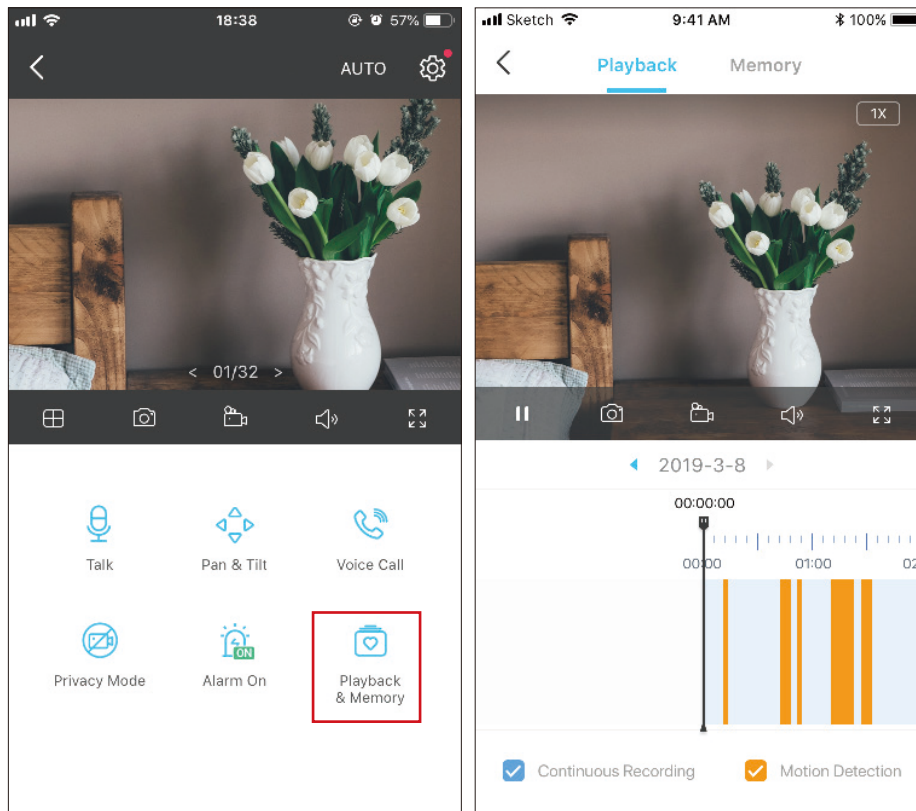 18:38
57%
AUTO
< 01/32 >
Talk
Pan & Tilt
Voice Call
Privacy Mode
ON
Alarm On
Playback
& Memory
Sketch
9:41 AM
100%
Playback
Memory
1X
2019-3-8
00:00:00
00:00
01:00
02
Continuous Recording
Motion Detection